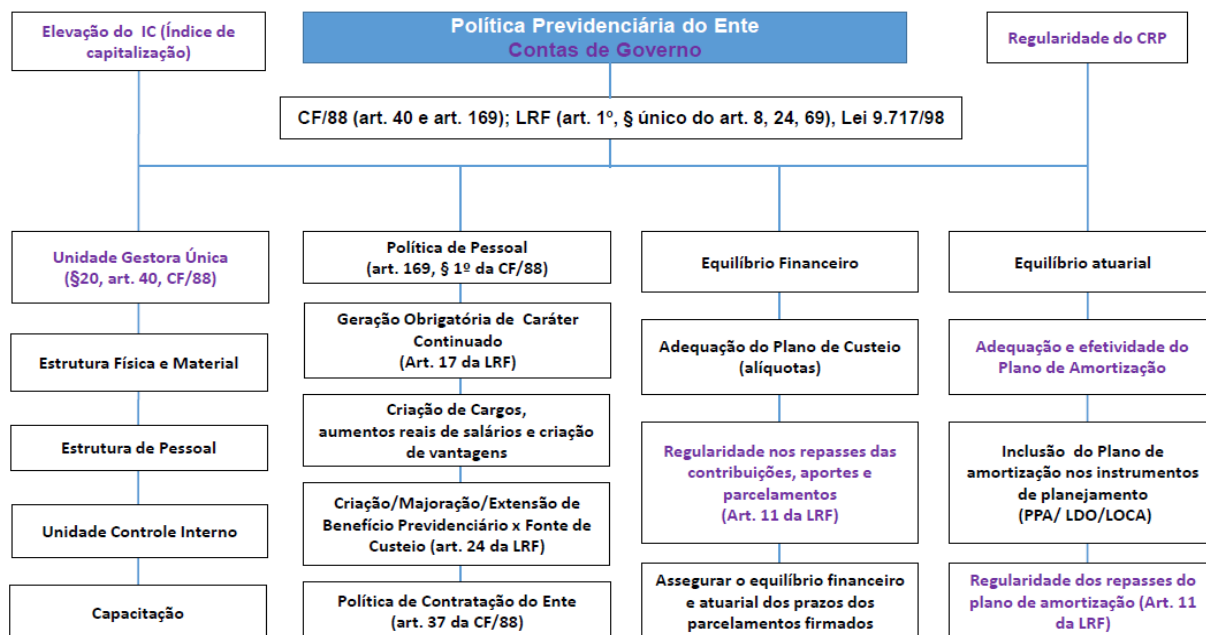 Elevação do IC (Índice de
capitalização)
Política Previdenciária do Ente
Contas de Governo
Regularidade do CRP
CF/88 (art. 40 e art. 169); LRF (art. 1º, § único do art. 8, 24, 69), Lei 9.717/98
Unidade Gestora Única
(§20, art. 40, CF/88)
Estrutura Física e Material
Estrutura de Pessoal
Unidade Controle Interno
Capacitação
Política de Pessoal
(art. 169, § 1º da CF/88)
Geração Obrigatória de Caráter
Continuado
(Art. 17 da LRF)
Criação de Cargos,
aumentos reais de salários e criação
de vantagens
Criação/Majoração/Extensão de
Benefício Previdenciário x Fonte de
Custeio (art. 24 da LRF)
Política de Contratação do Ente
(art. 37 da CF/88)
Equilíbrio Financeiro
Adequação do Plano de Custeio
(alíquotas)
Regularidade nos repasses das
contribuições, aportes e
parcelamentos
(Art. 11 da LRF)
Assegurar o equilíbrio financeiro
e atuarial dos prazos dos
parcelamentos firmados
Equilíbrio atuarial
Adequação e efetividade do
Plano de Amortização
Inclusão do Plano de
amortização nos instrumentos
de planejamento
(PPA/ LDO/LOCA)
Regularidade dos repasses do
plano de amortização (Art. 11
da LRF)